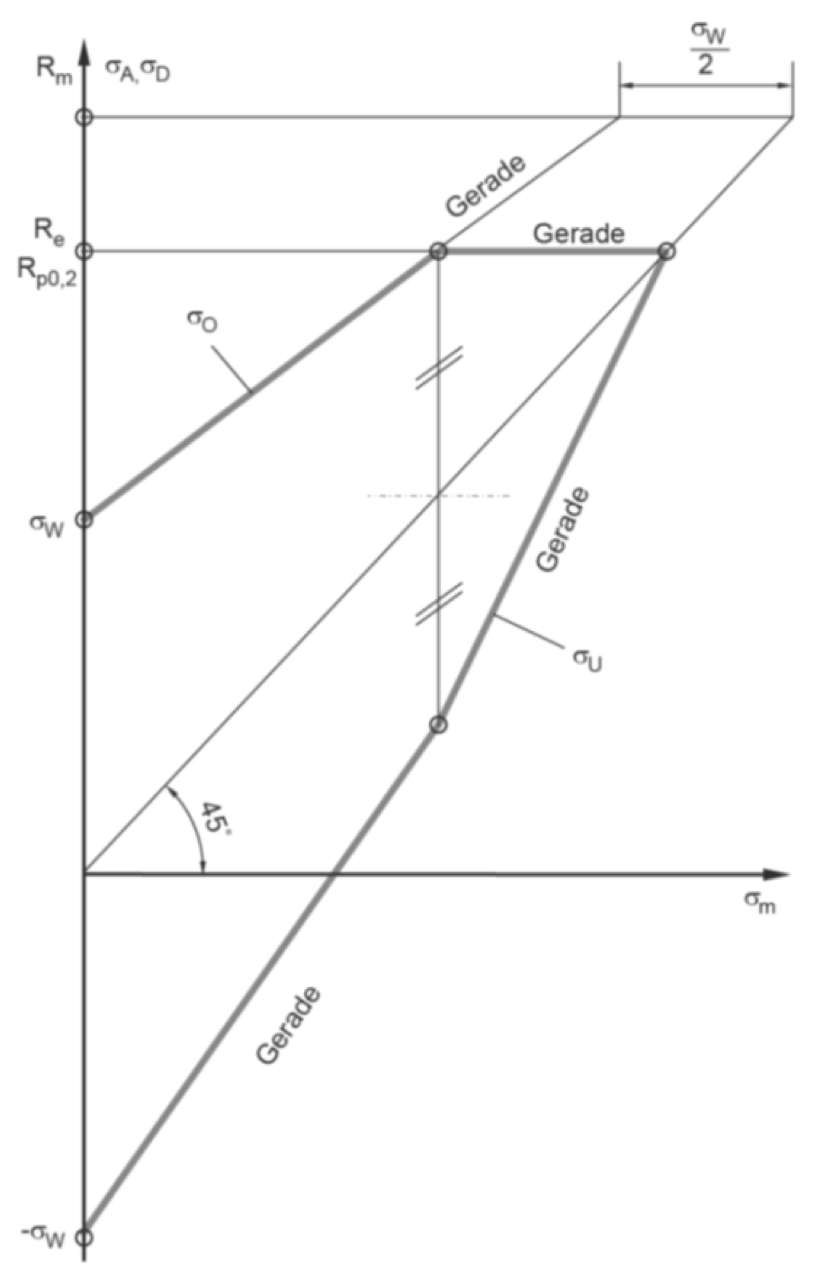 σW
2
Rm σA, σD
Gerade
Re
Gerade
Rp0,2
σO
σW
Gerade
σU
45°
σm
Gerade
-σW